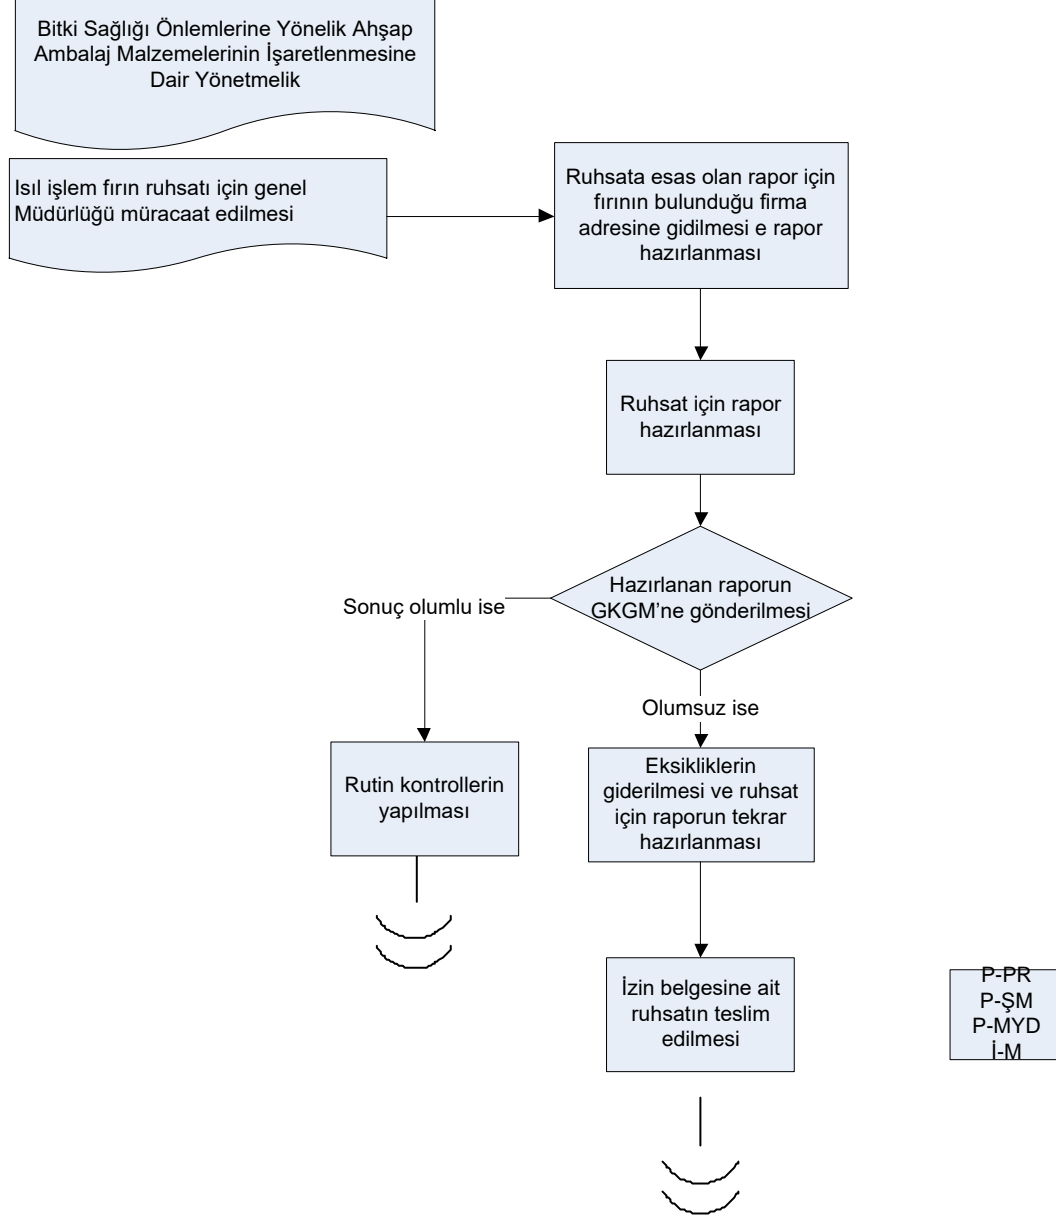 Bitki Sağlığı Önlemlerine Yönelik Ahşap
Ambalaj Malzemelerinin İşaretlenmesine
Dair Yönetmelik
Isıl işlem fırın ruhsatı için genel
Müdürlüğü müracaat edilmesi
Ruhsata esas olan rapor için
fırının bulunduğu firma
adresine gidilmesi e rapor
hazırlanması
Ruhsat için rapor
hazırlanması
Hazırlanan raporun
GKGM’ne gönderilmesi
Sonuç olumlu ise
Olumsuz ise
Rutin kontrollerin
yapılması
Eksikliklerin
giderilmesi ve ruhsat
için raporun tekrar
hazırlanması
İzin belgesine ait
ruhsatın teslim
edilmesi
P-PR
P-ŞM
P-MYD
İ-M